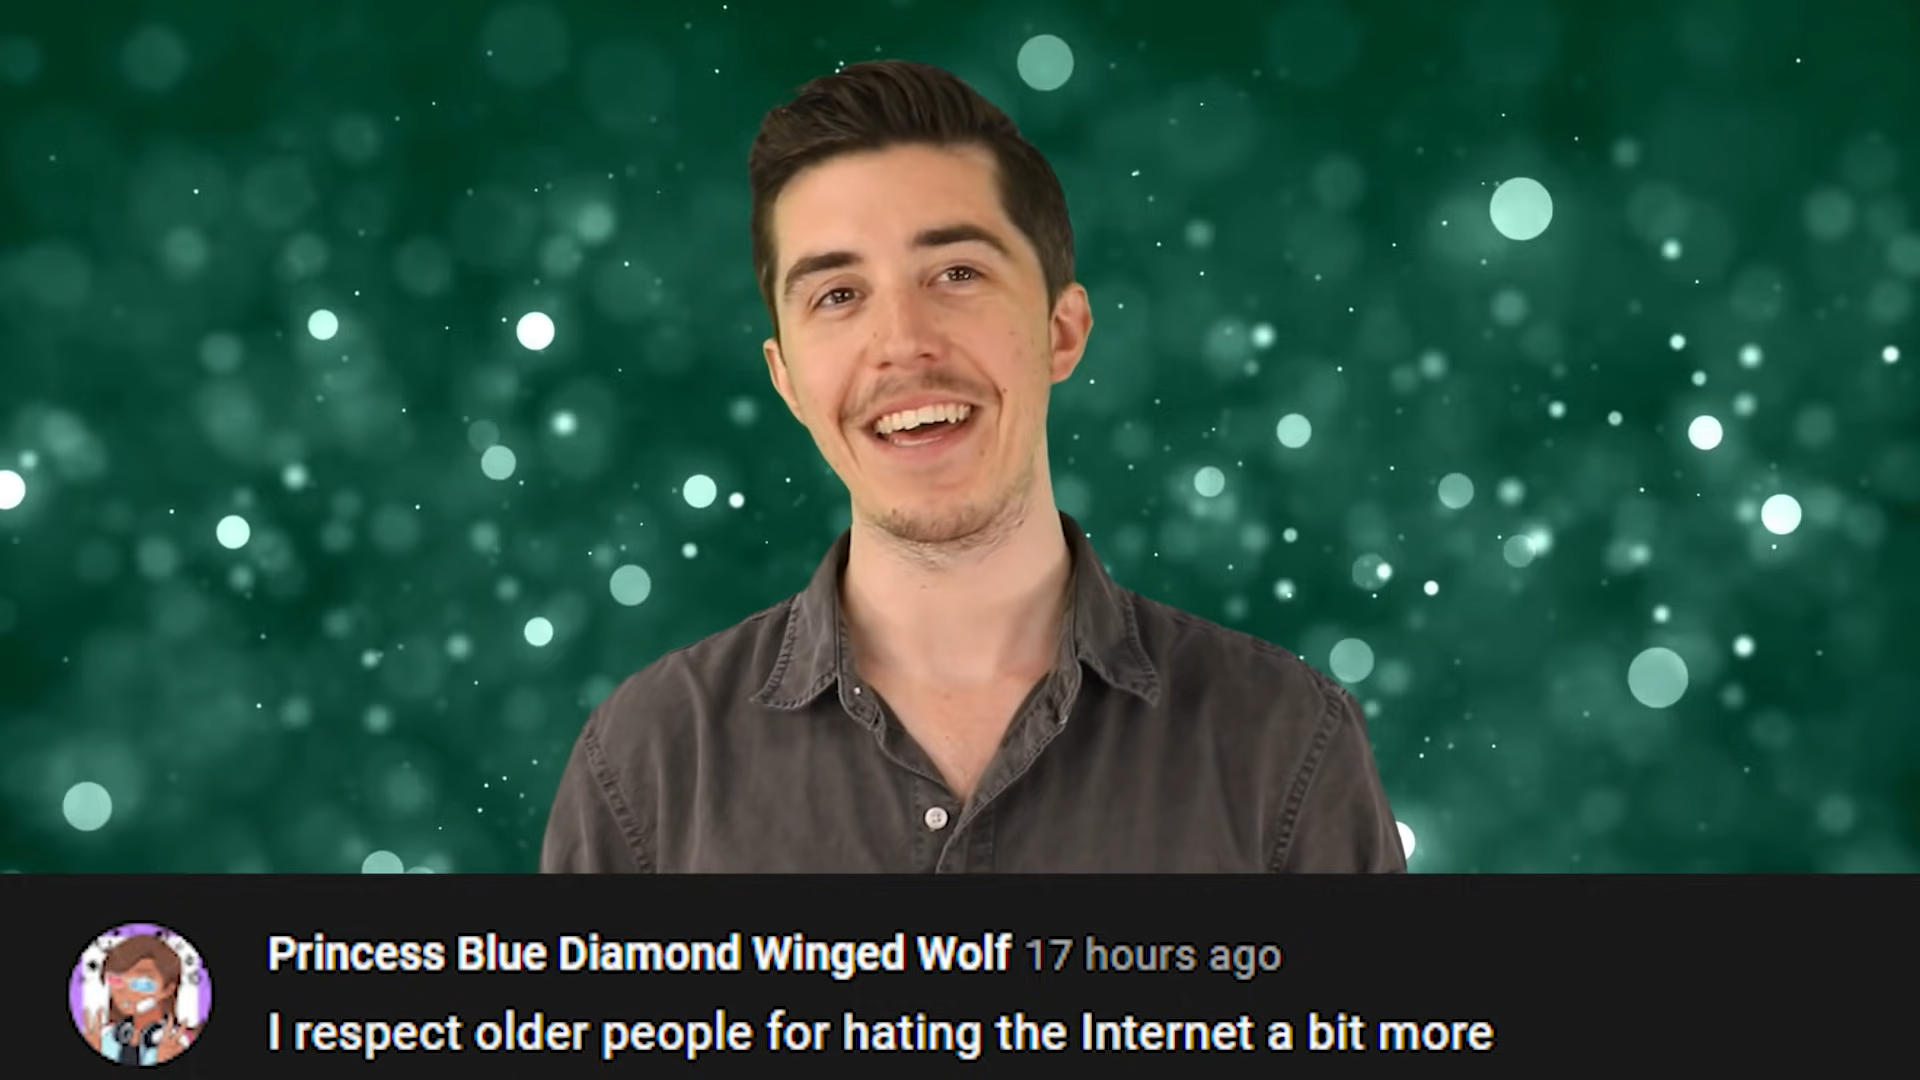 Princess Blue Diamond Winged Wolf 17 hours ago
I respect older people for hating the Internet a bit more